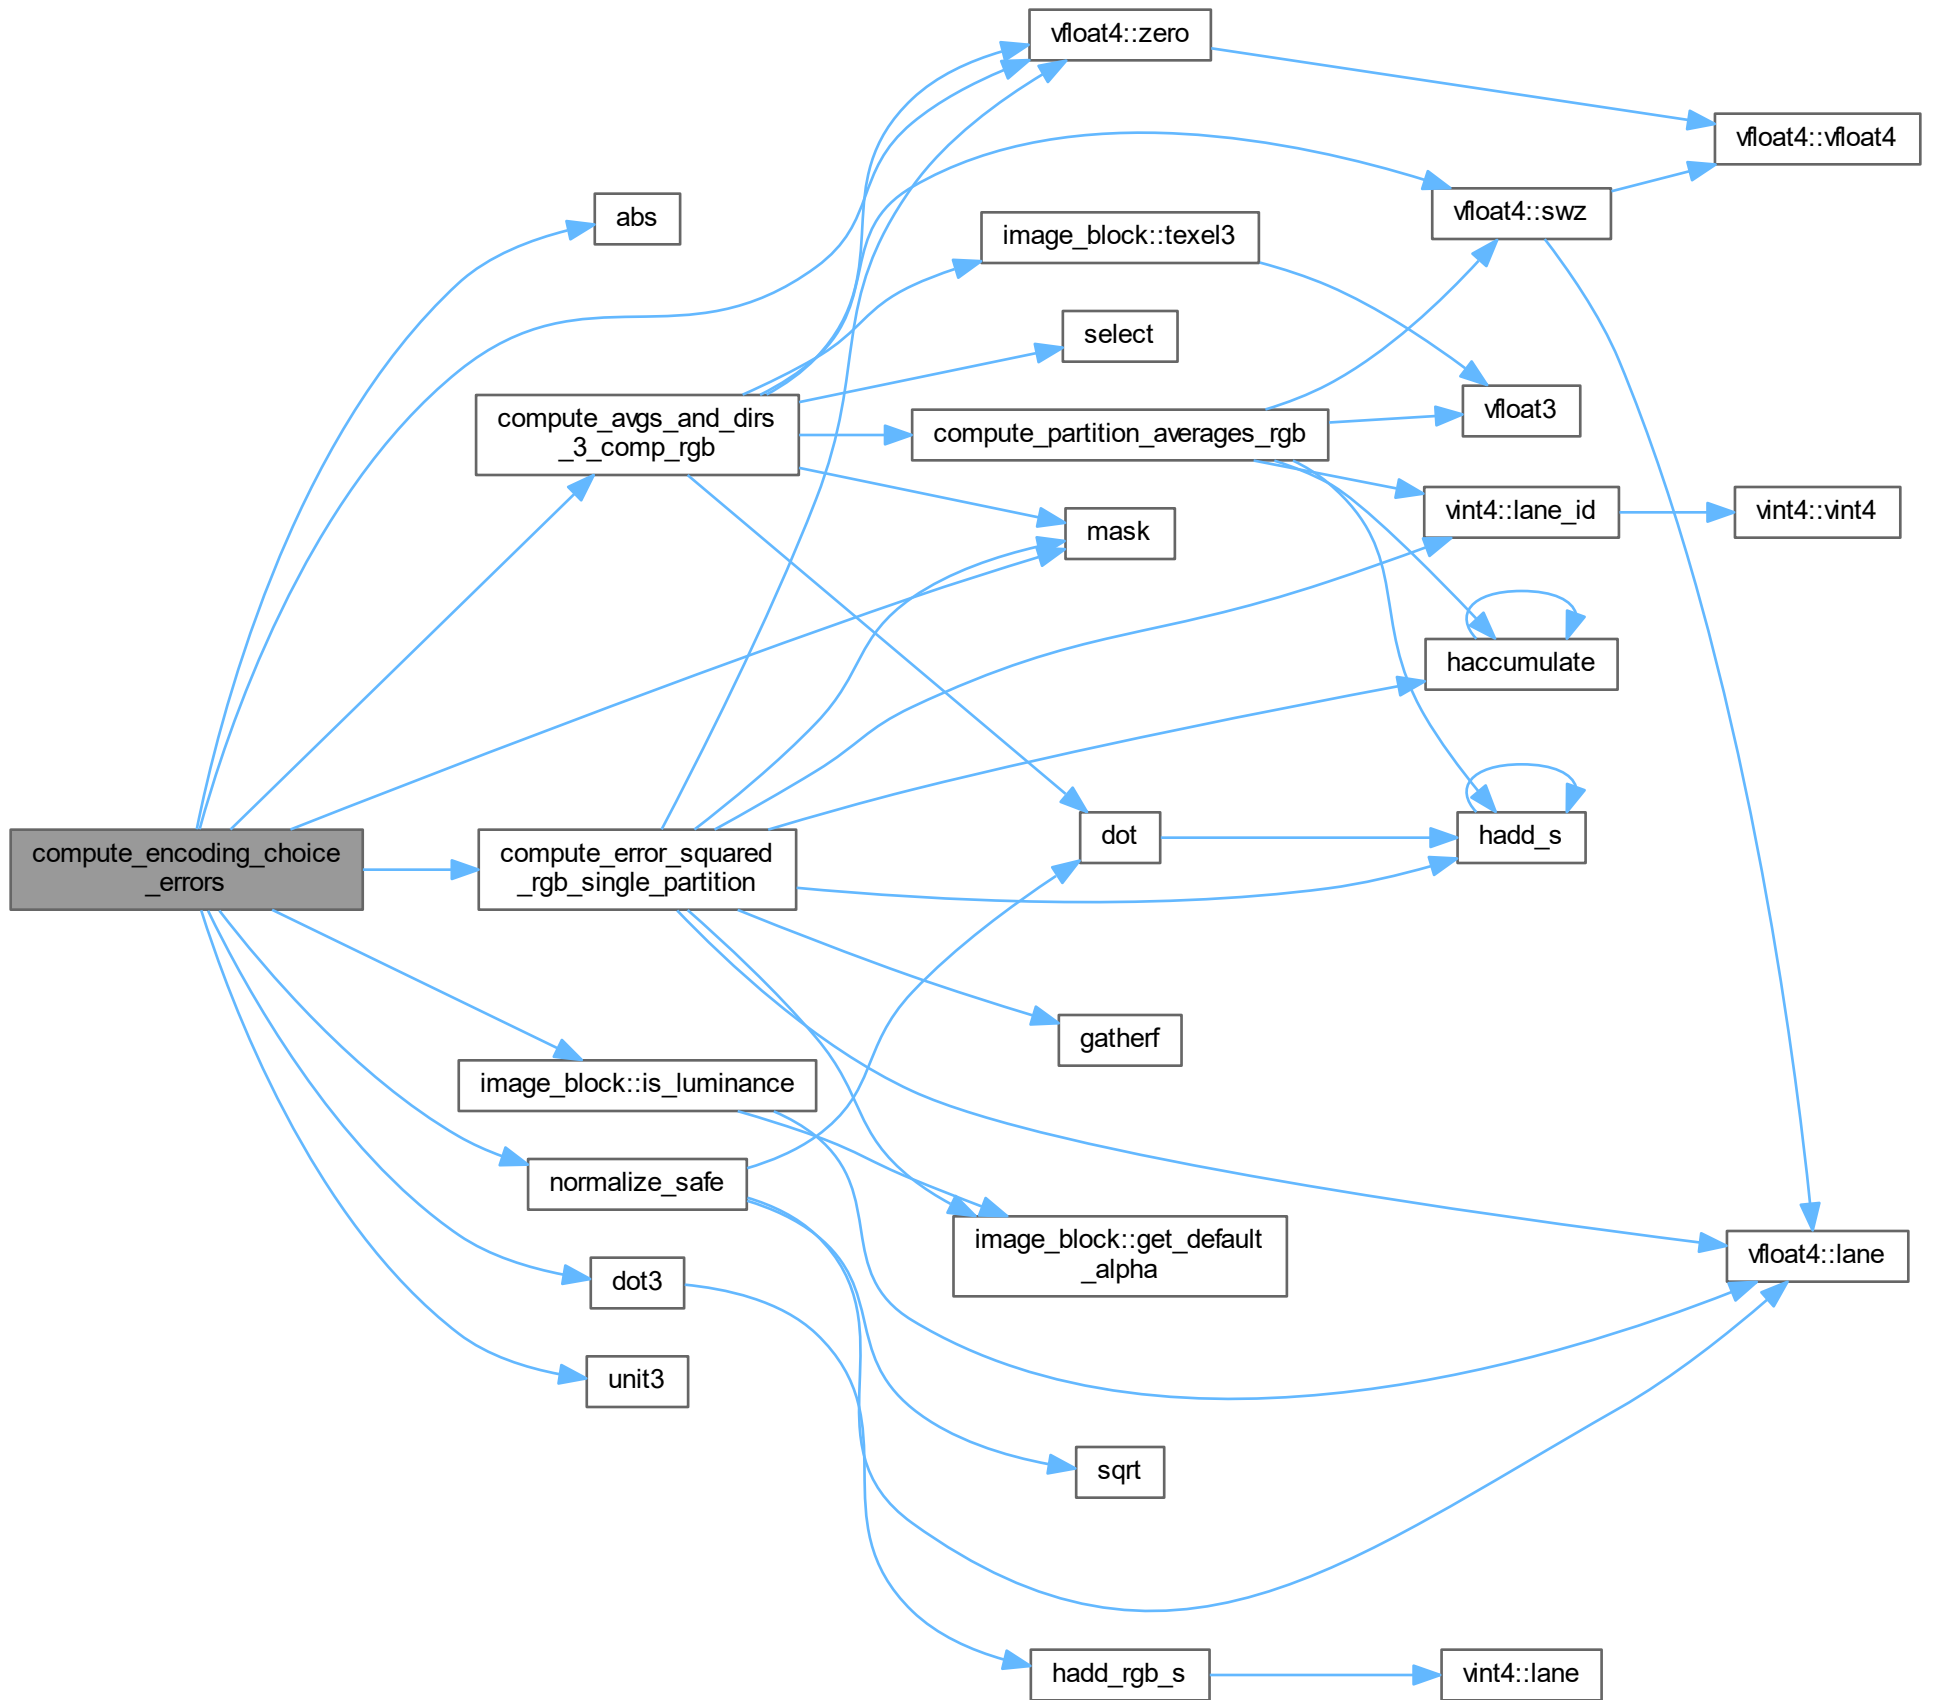 vfloat4::zero
vfloat4::vfloat4
abs
vfloat4::swz
image_block::texel3
select
vfloat3
compute_avgs_and_dirs
_3_comp_rgb
compute_partition_averages_rgb
vint4::lane_id
vint4::vint4
mask
haccumulate
compute_encoding_choice
_errors
compute_error_squared
_rgb_single_partition
dot
hadd_s
gatherf
image_block::is_luminance
normalize_safe
image_block::get_default
_alpha
vfloat4::lane
dot3
unit3
sqrt
hadd_rgb_s
vint4::lane